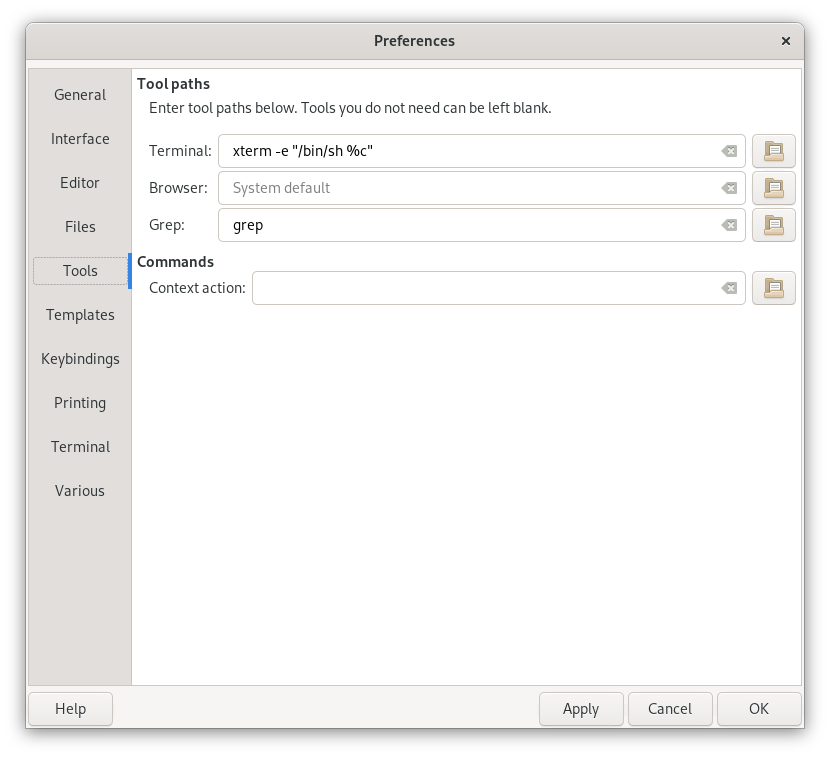 Preferences
General
Interface
Editor
Files
Tools
Templates
Keybindings
Printing
Terminal
Various
Tool paths
Enter tool paths below. Tools you do not need can be left blank.
Terminal: xterm -e "/bin/sh %c"
Browser: System default
Grep: grep
Commands
Context action:
Help Apply Cancel OK